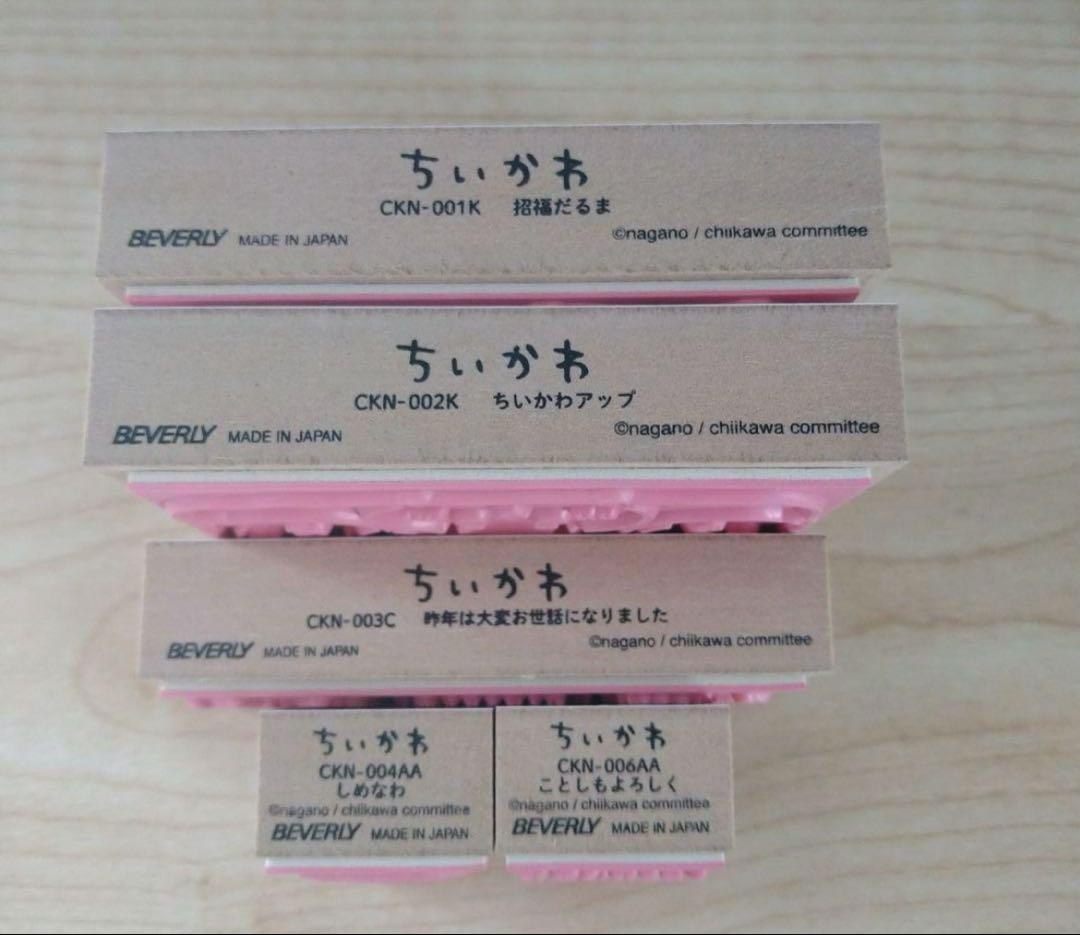 ちいかわ
CKN-001K 招福だるま
BEVERLY MADE IN JAPAN ©nagano / chiikawa committee
ちいかわ
CKN-002K ちいかわアップ
BEVERLY MADE IN JAPAN ©nagano / chiikawa committee
ちいかわ
CKN-003C 昨年は大変お世話になりました
BEVERLY MADE IN JAPAN ©nagano / chiikawa committee
ちいかわ
CKN-004AA
しめなわ
©nagano / chiikawa committee
BEVERLY MADE IN JAPAN
ちいかわ
CKN-006AA
ことしもよろしく
©nagano / chiikawa committee
BEVERLY MADE IN JAPAN